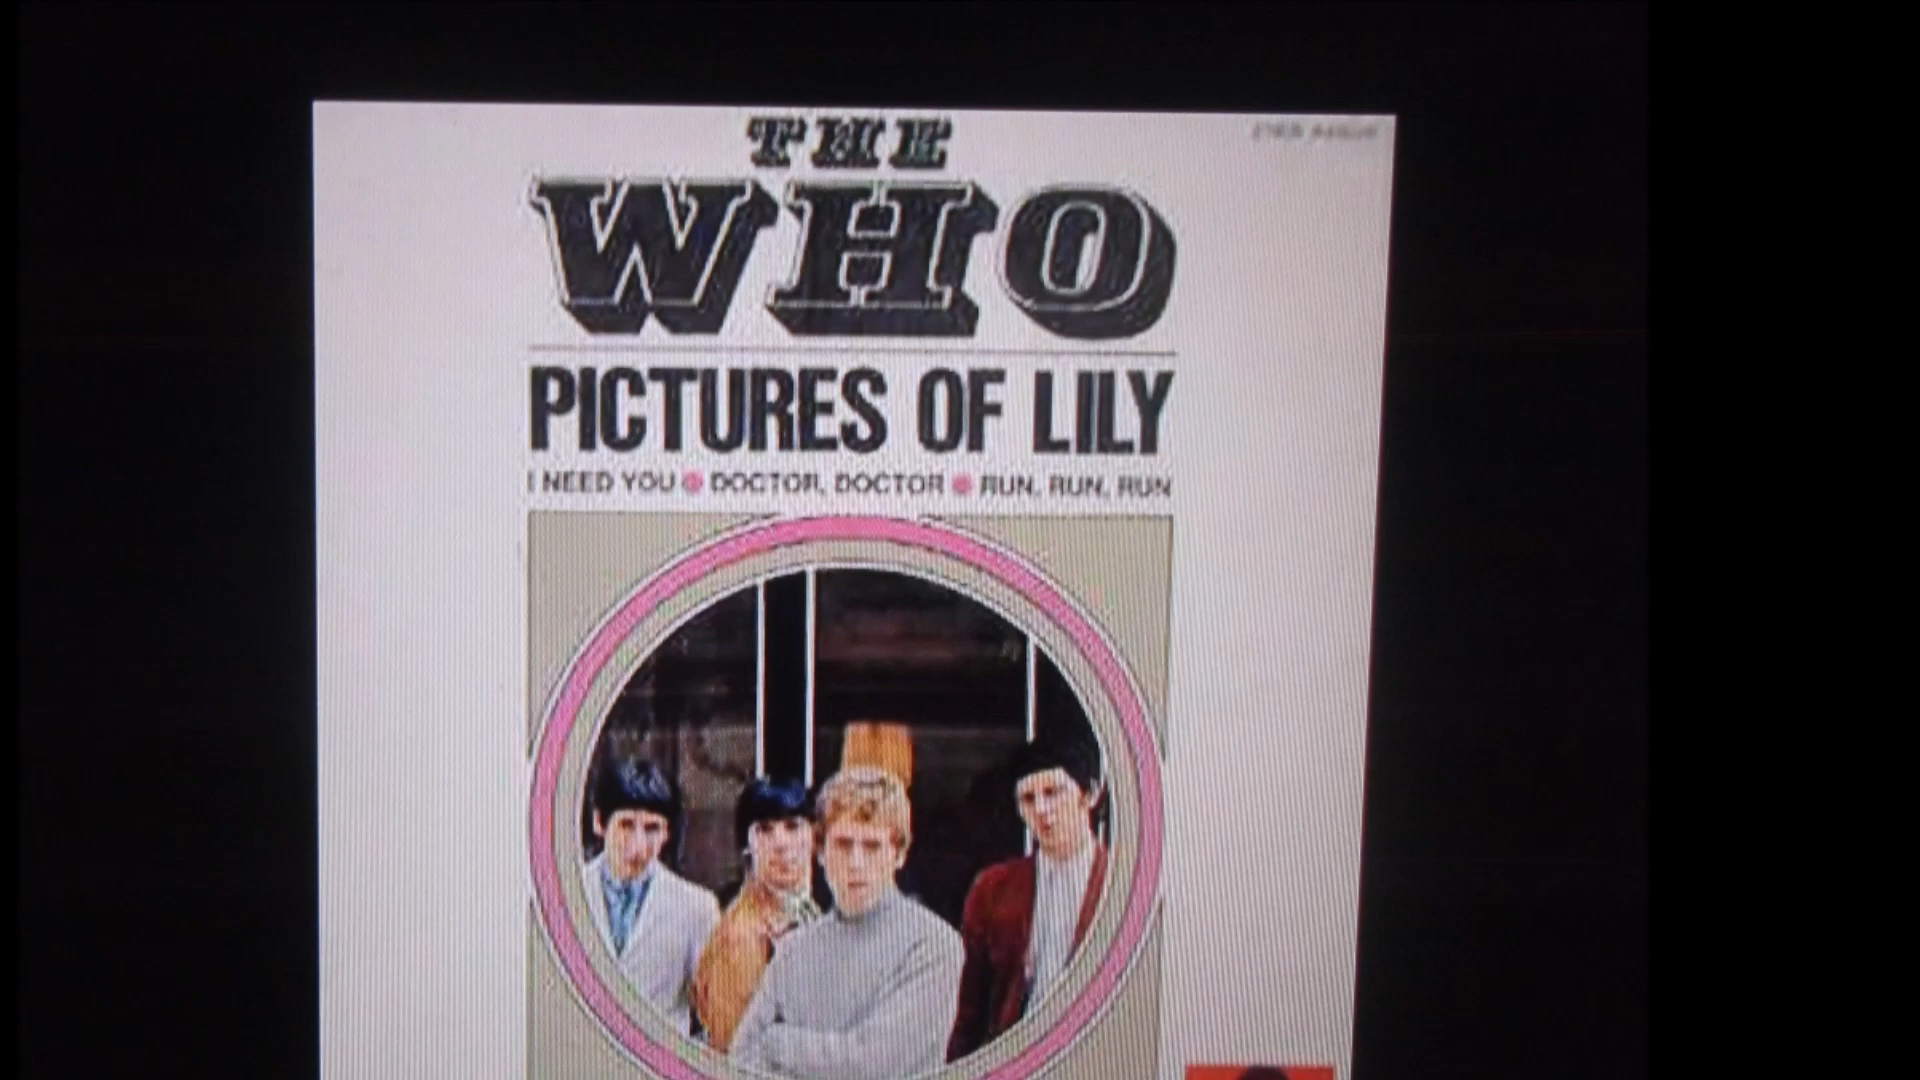 THE
WHO
PICTURES OF LILY
I NEED YOU DOCTOR, DOCTOR RUN, RUN, RUN